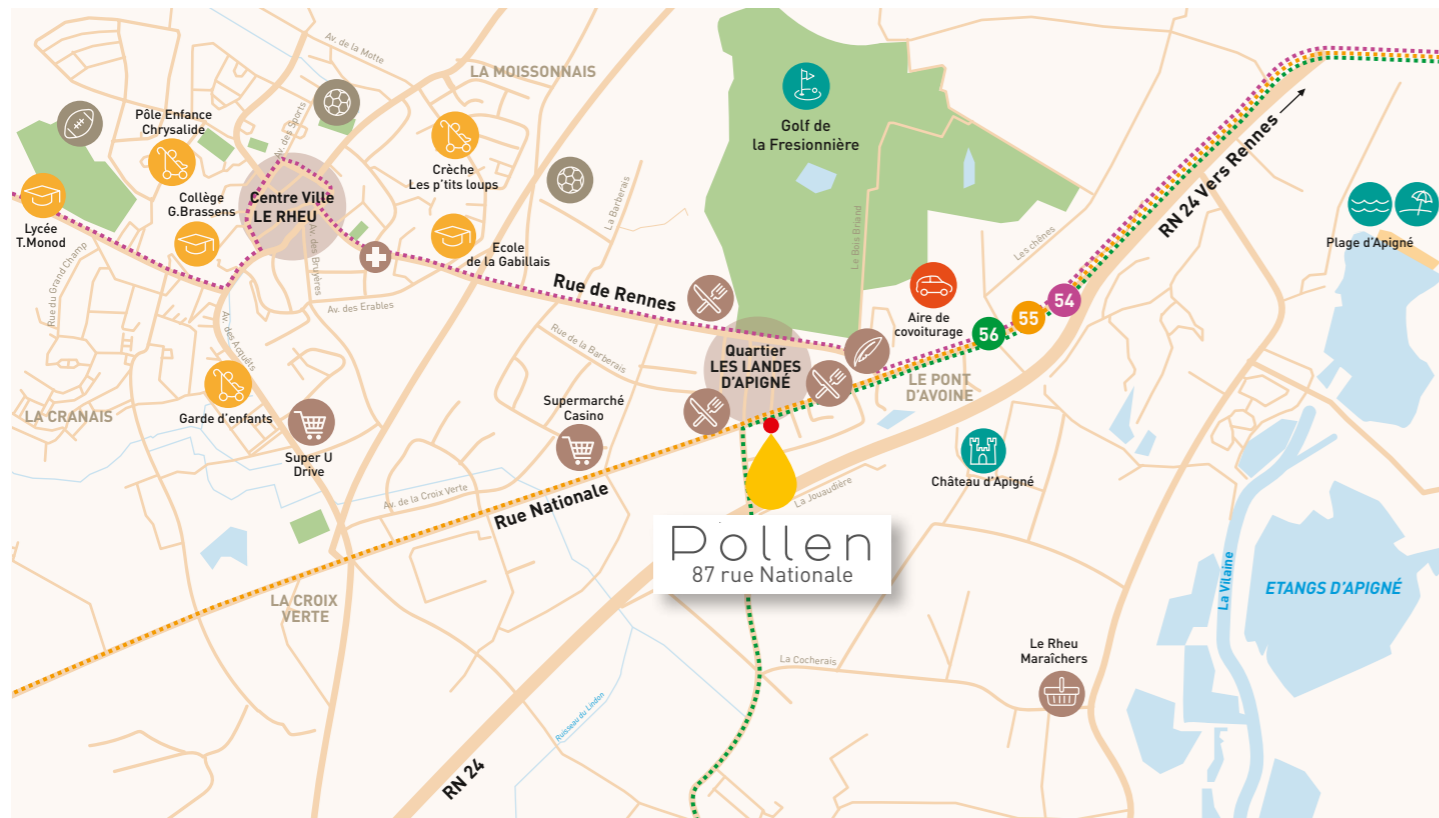 Av. de la Motte
LA MOISSONNAIS
Pôle Enfance
Chrysalide
Av. des Sports
Golf de
la Fresionnière
RN 24 Vers Rennes
Crèche
Les p'tits loups
Collège
G.Brassens
Centre Ville
LE RHEU
Lycée
T.Monod
La Barberais
Le Bois Briand
Les chênes
Plage d'Apigné
Ecole
de la Gabillais
Rue du Grand Champ
Av. des Bruyères
Av. des Erables
Rue de Rennes
Aire de
covoiturage
54
55
56
Av. des Acquêts
Rue de la Barberais
Quartier
LES LANDES
D'APIGNÉ
LE PONT
D'AVOINE
LA CRANAIS
Garde d'enfants
Supermarché
Casino
Super U
Drive
Château d'Apigné
Av. de la Croix Verte
Rue Nationale
La Jouaudière
Pollen
87 rue Nationale
LA CROIX
VERTE
La Vilaine
ETANGS D'APIGNÉ
Le Rheu
Maraîchers
La Cocherais
Ruisseau du Lindon
RN 24